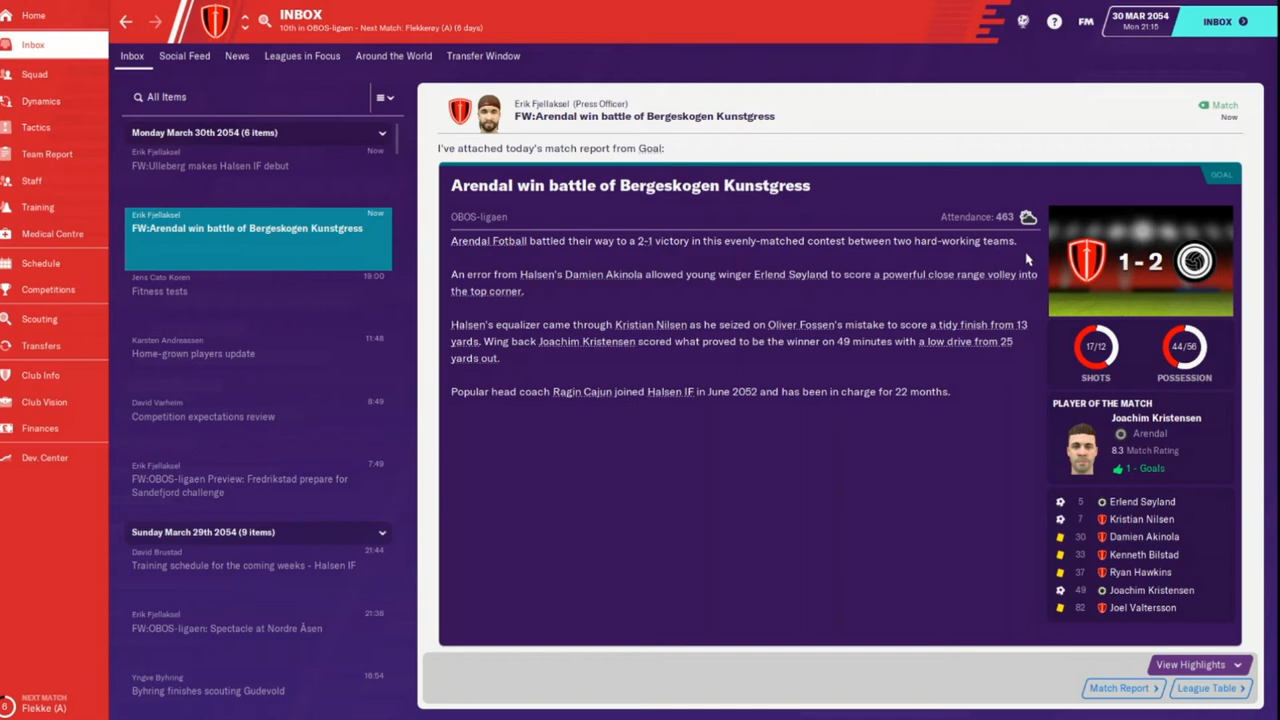 Home
Inbox
Squad
Dynamics
Tactics
Team Report
Staff
Training
Medical Centre
Schedule
Competitions
Scouting
Transfers
Club Info
Club Vision
Finances
Dev. Center
6
NEXT MATCH
Flekke (A)
INBOX
10th in OBOS-ligaen - Next Match: Flekkerøy (A) (6 days)
?
FM
30 MAR 2054
Mon 21:15
INBOX
Inbox
Social Feed
News
Leagues in Focus
Around the World
Transfer Window
All Items
Monday March 30th 2054 (6 items)
Erik Fjellaksel
Now
FW:Ulleberg makes Halsen IF debut
Erik Fjellaksel
Now
FW:Arendal win battle of Bergeskogen Kunstgress
Jens Cato Koren
19:00
Fitness tests
Karsten Andreassen
11:48
Home-grown players update
David Varheim
8:49
Competition expectations review
Erik Fjellaksel
7:49
FW:OBOS-ligaen Preview: Fredrikstad prepare for
Sandefjord challenge
Sunday March 29th 2054 (9 items)
David Brustad
21:44
Training schedule for the coming weeks - Halsen IF
Erik Fjellaksel
21:38
FW:OBOS-ligaen: Spectacle at Nordre Åsen
Yngve Byhring
16:54
Byhring finishes scouting Gudevold
Erik Fjellaksel (Press Officer)
FW:Arendal win battle of Bergeskogen Kunstgress
Match
Now
I've attached today's match report from Goal:
Arendal win battle of Bergeskogen Kunstgress
GOAL
OBOS-ligaen
Attendance: 463
Arendal Fotball battled their way to a 2-1 victory in this evenly-matched contest between two hard-working teams.
An error from Halsen's Damien Akinola allowed young winger Erlend Søyland to score a powerful close range volley into
the top corner.
Halsen's equalizer came through Kristian Nilsen as he seized on Oliver Fossen's mistake to score a tidy finish from 13
yards. Wing back Joachim Kristensen scored what proved to be the winner on 49 minutes with a low drive from 25
yards out.
Popular head coach Ragin Cajun joined Halsen IF in June 2052 and has been in charge for 22 months.
1 - 2
17/12
SHOTS
44/56
POSSESSION
PLAYER OF THE MATCH
Joachim Kristensen
Arendal
8.3 Match Rating
1 - Goals
5 Erlend Søyland
7 Kristian Nilsen
30 Damien Akinola
33 Kenneth Bilstad
37 Ryan Hawkins
49 Joachim Kristensen
82 Joel Valtersson
View Highlights
Match Report
League Table